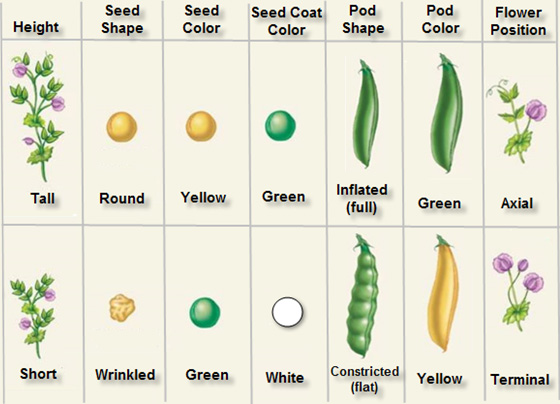 Height
Seed
Shape
Seed
Color
Seed Coat
Color
Pod
Shape
Pod
Color
Flower
Position
Tall
Round
Yellow
Green
Inflated
(full)
Green
Axial
Short
Wrinkled
Green
White
Constricted
(flat)
Yellow
Terminal